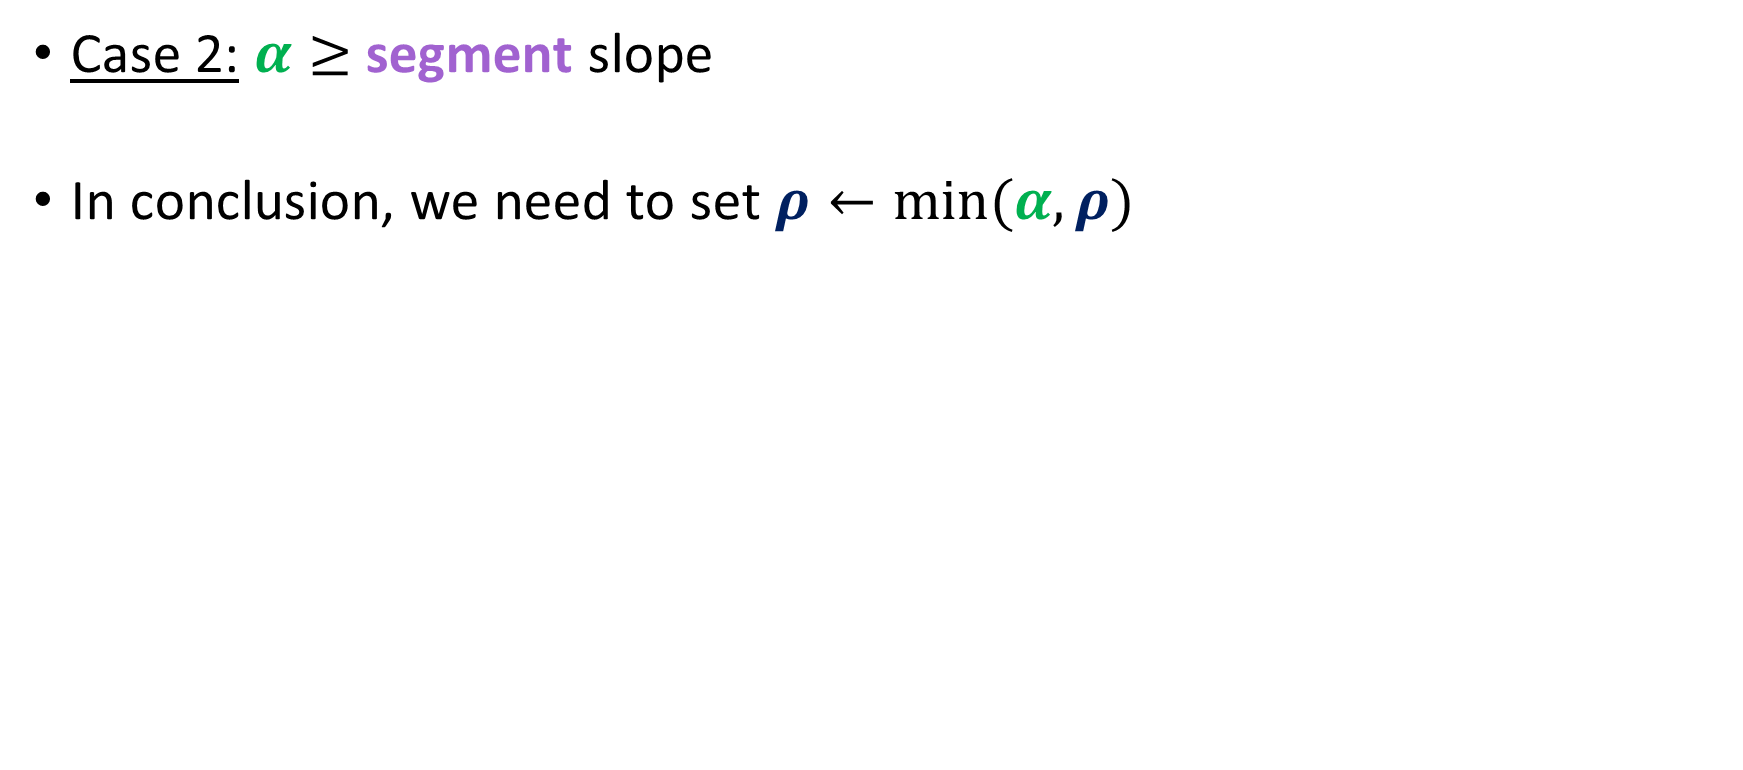 • Case 2: α ≥ segment slope
• In conclusion, we need to set ρ ← min(α, ρ)